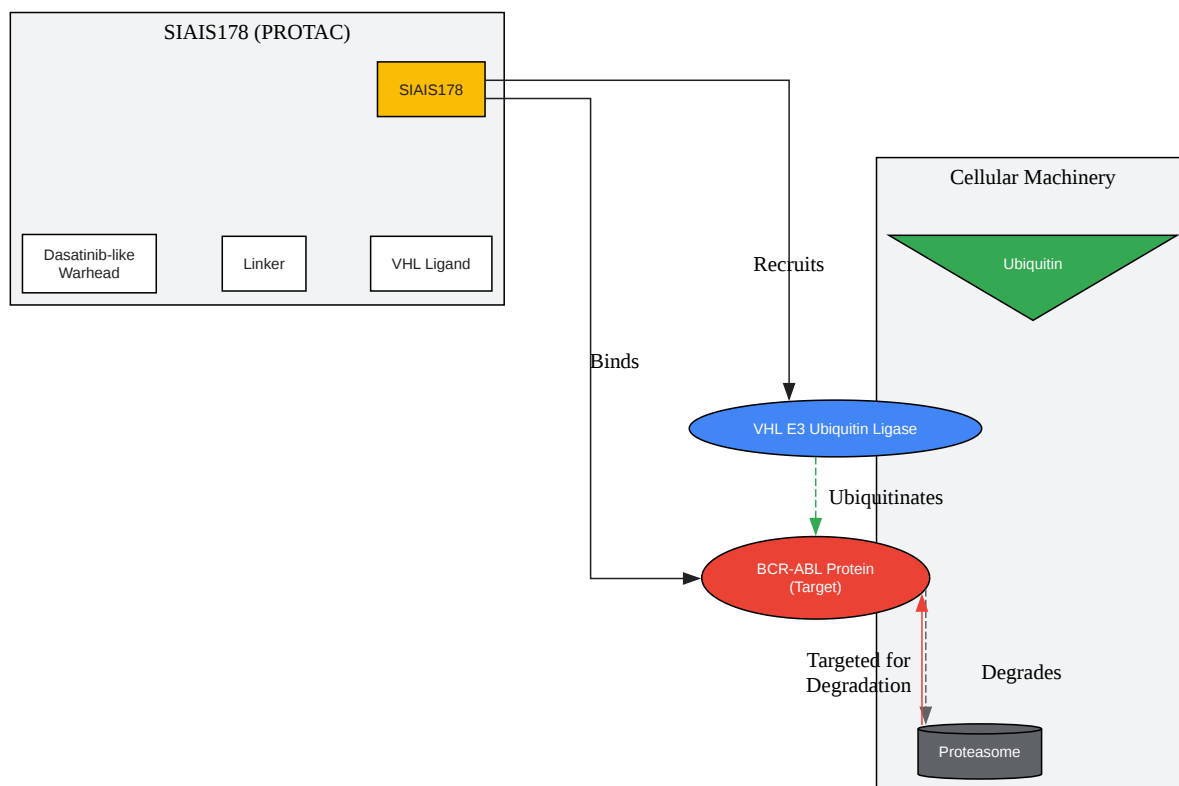 SIAIS178 (PROTAC)
SIAIS178
Dasatinib-like
Warhead
Linker
VHL Ligand
Cellular Machinery
Ubiquitin
Recruits
Binds
VHL E3 Ubiquitin Ligase
Ubiquitinates
BCR-ABL Protein
(Target)
Targeted for
Degradation
Degrades
Proteasome